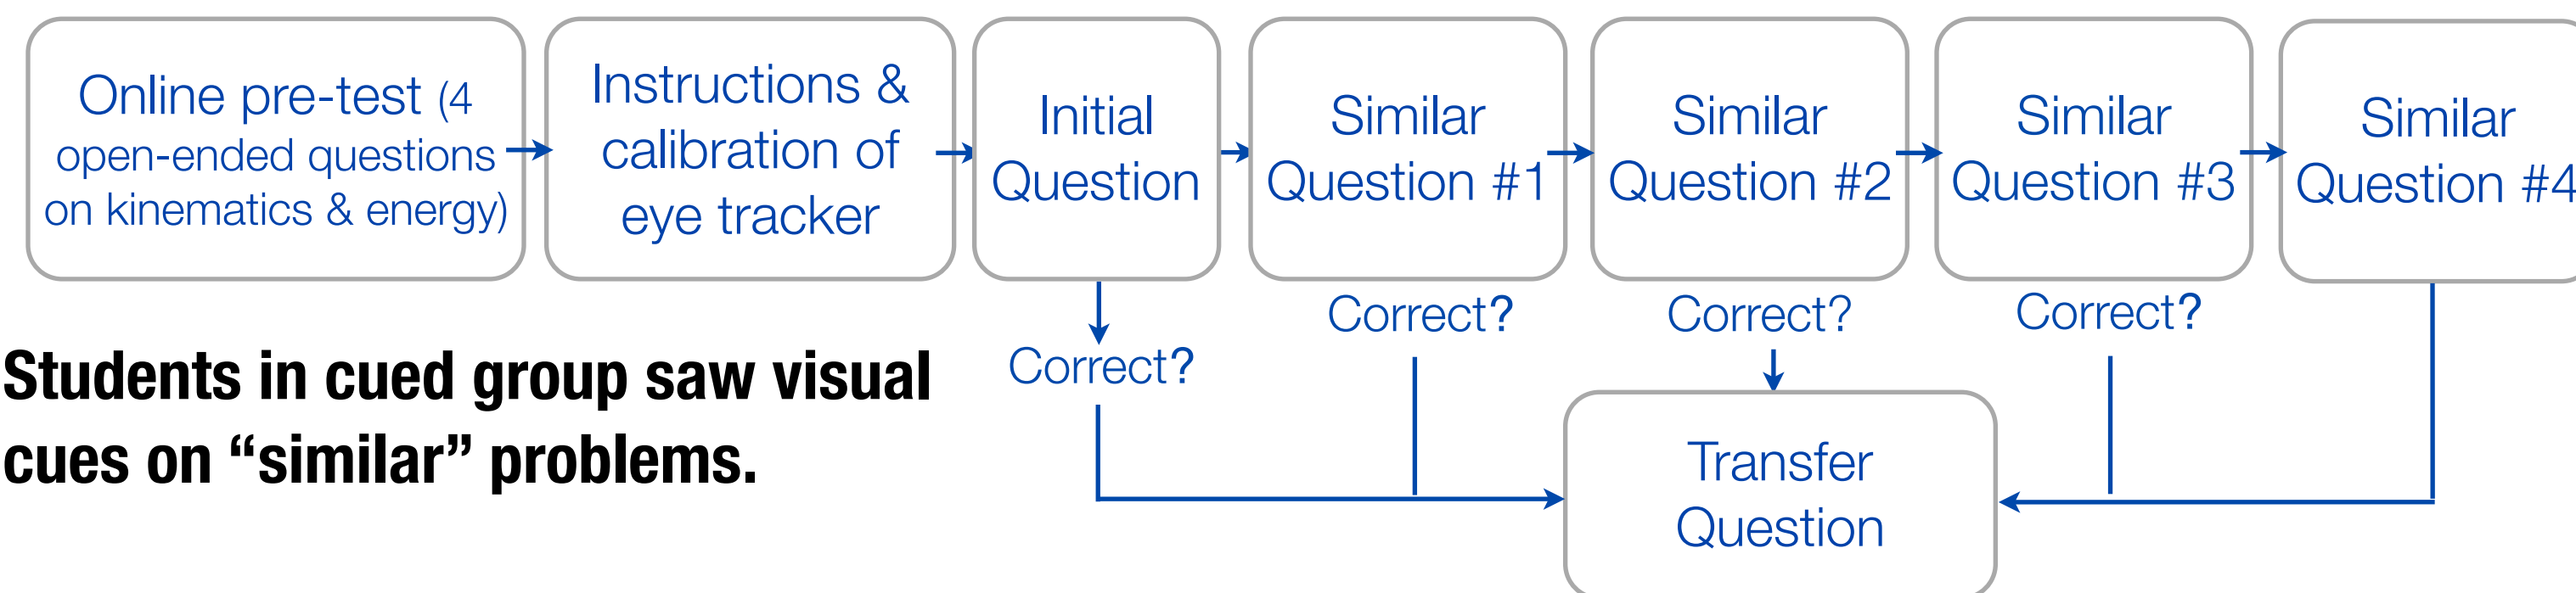 Online pre-test (4
open-ended questions
on kinematics & energy)
Instructions &
calibration of
eye tracker
Initial
Question
Similar
Question #1
Similar
Question #2
Similar
Question #3
Similar
Question #4
Correct?
Correct?
Correct?
Correct?
Students in cued group saw visual
cues on “similar” problems.
Transfer
Question